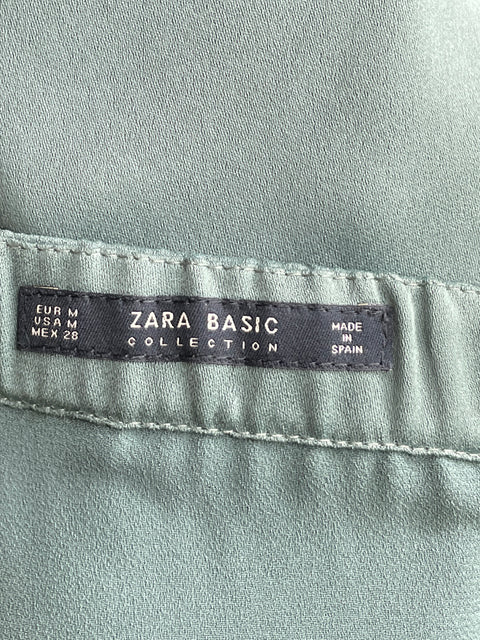 EUR M
USA M
MEX 28
ZARA BASIC
COLLECTION
MADE
IN
SPAIN